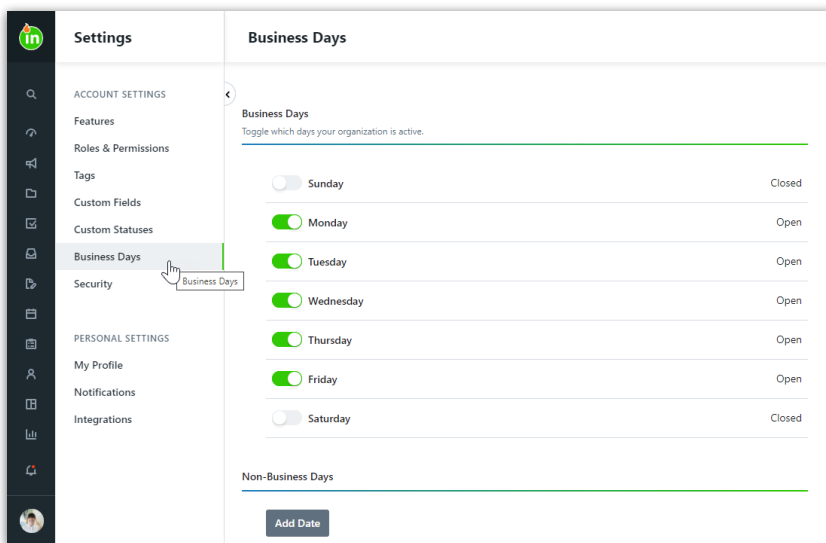 in
Settings
Business Days
ACCOUNT SETTINGS
Features
Roles & Permissions
Tags
Custom Fields
Custom Statuses
Business Days
Security
Business Days
PERSONAL SETTINGS
My Profile
Notifications
Integrations
Business Days
Toggle which days your organization is active.
Sunday Closed
Monday Open
Tuesday Open
Wednesday Open
Thursday Open
Friday Open
Saturday Closed
Non-Business Days
Add Date